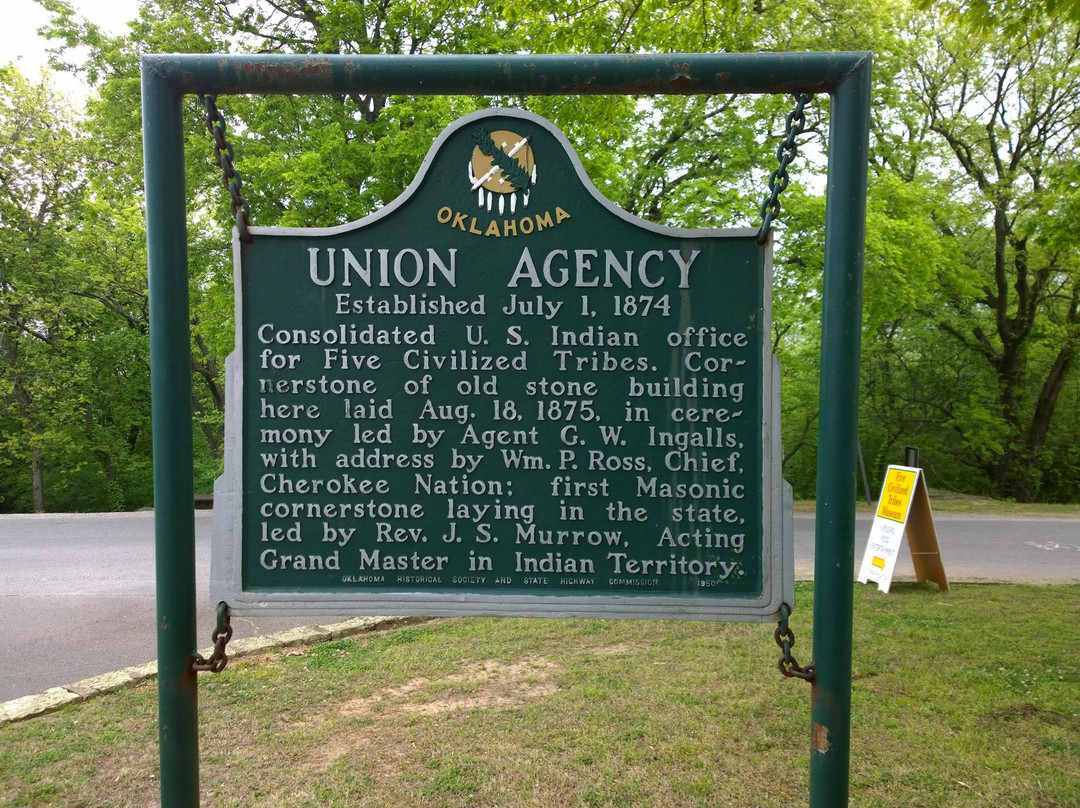 OKLAHOMA
UNION AGENCY
Established July 1, 1874
Consolidated U. S. Indian office
for Five Civilized Tribes. Cor-
nerstone of old stone building
here laid Aug. 18, 1875, in cere-
mony led by Agent G. W. Ingalls,
with address by Wm. P. Ross, Chief,
Cherokee Nation; first Masonic
cornerstone laying in the state,
led by Rev. J. S. Murrow, Acting
Grand Master in Indian Territory.
OKLAHOMA HISTORICAL SOCIETY AND STATE HIGHWAY COMMISSION 1950
Five
Civilized
Tribes
Museum